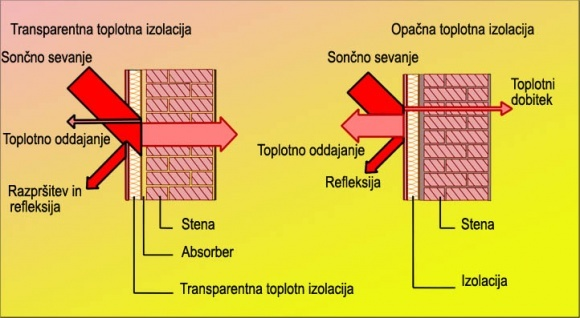 Transparentna toplotna izolacija
Sončno sevanje
Toplotno oddajanje
Razpršitev in
refleksija
Stena
Absorber
Transparentna toplotn izolacija
Opačna toplotna izolacija
Sončno sevanje
Toplotni
dobitek
Toplotno oddajanje
Refleksija
Stena
Izolacija